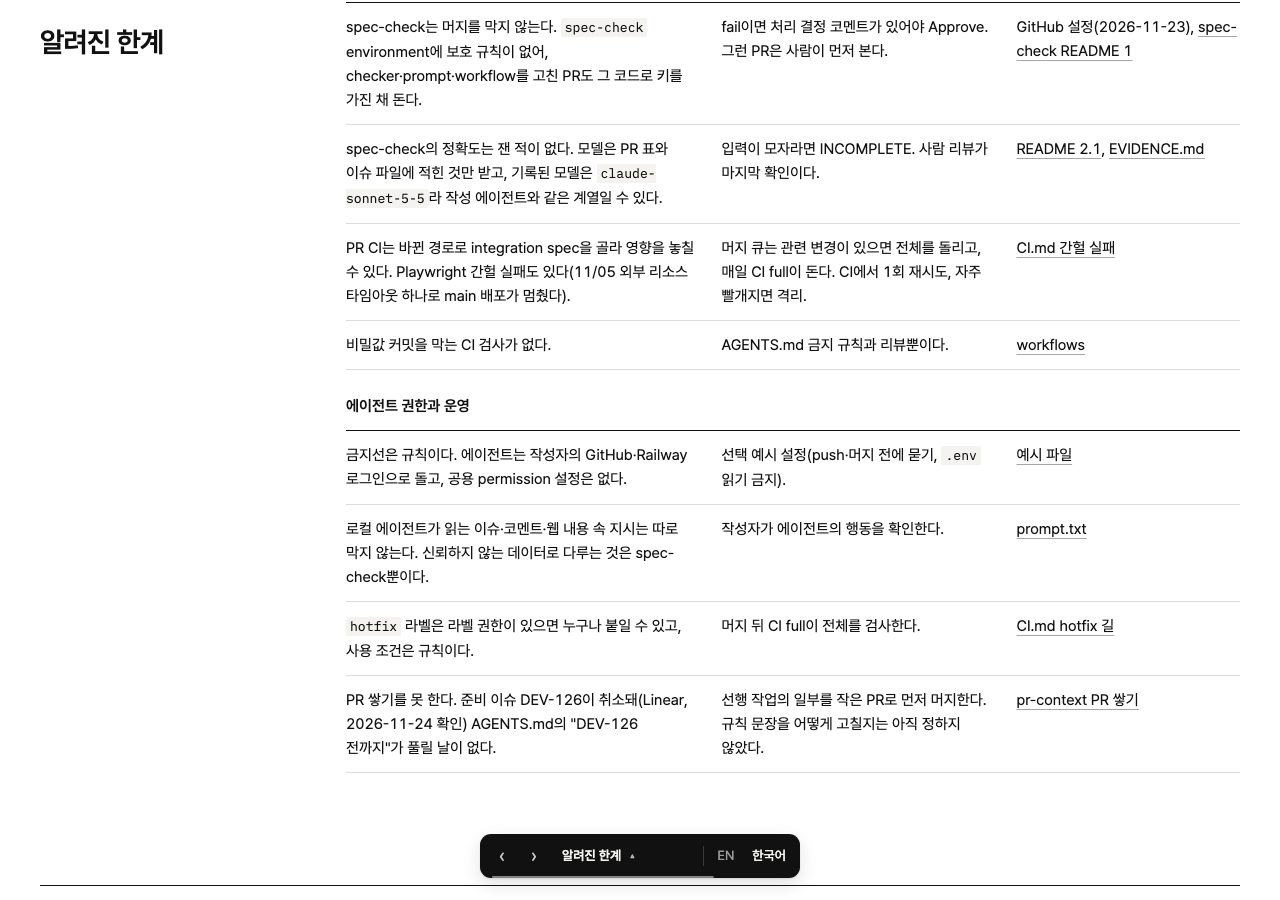 알려진 한계
spec-check는 머지를 막지 않는다. spec-check
environment에 보호 규칙이 없어,
checker·prompt·workflow를 고친 PR도 그 코드로 키를
가진 채 돈다.
fail이면 처리 결정 코멘트가 있어야 Approve.
그런 PR은 사람이 먼저 본다.
GitHub 설정(2026-11-23), spec-
check README 1
spec-check의 정확도는 잰 적이 없다. 모델은 PR 표와
이슈 파일에 적힌 것만 받고, 기록된 모델은 claude-
sonnet-5-5라 작성 에이전트와 같은 계열일 수 있다.
입력이 모자라면 INCOMPLETE. 사람 리뷰가
마지막 확인이다.
README 2.1, EVIDENCE.md
PR CI는 바뀐 경로로 integration spec을 골라 영향을 놓칠
수 있다. Playwright 간헐 실패도 있다(11/05 외부 리소스
타임아웃 하나로 main 배포가 멈췄다).
머지 큐는 관련 변경이 있으면 전체를 돌리고,
매일 CI full이 돈다. CI에서 1회 재시도, 자주
빨개지면 격리.
CI.md 간헐 실패
비밀값 커밋을 막는 CI 검사가 없다.
AGENTS.md 금지 규칙과 리뷰뿐이다.
workflows
에이전트 권한과 운영
금지선은 규칙이다. 에이전트는 작성자의 GitHub·Railway
로그인으로 돌고, 공용 permission 설정은 없다.
선택 예시 설정(push·머지 전에 묻기, .env
읽기 금지).
예시 파일
로컬 에이전트가 읽는 이슈·코멘트·웹 내용 속 지시는 따로
막지 않는다. 신뢰하지 않는 데이터로 다루는 것은 spec-
check뿐이다.
작성자가 에이전트의 행동을 확인한다.
prompt.txt
hotfix 라벨은 라벨 권한이 있으면 누구나 붙일 수 있고,
사용 조건은 규칙이다.
머지 뒤 CI full이 전체를 검사한다.
CI.md hotfix 길
PR 쌓기를 못 한다. 준비 이슈 DEV-126이 취소돼(Linear,
2026-11-24 확인) AGENTS.md의 "DEV-126
전까지"가 풀릴 날이 없다.
선행 작업의 일부를 작은 PR로 먼저 머지한다.
규칙 문장을 어떻게 고칠지는 아직 정하지
않았다.
pr-context PR 쌓기
‹ › 알려진 한계 ▴ EN 한국어